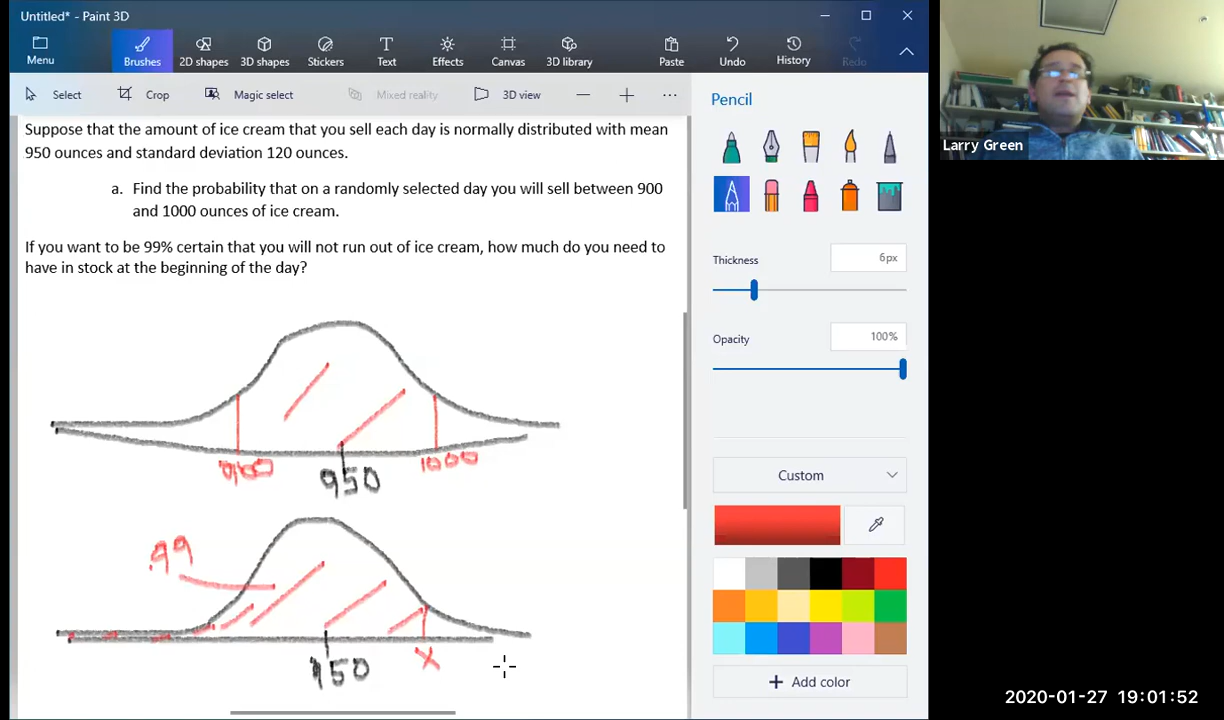 Untitled* - Paint 3D
Menu
Brushes
2D shapes
3D shapes
Stickers
Text
Effects
Canvas
3D library
Paste
Undo
History
Redo
Select
Crop
Magic select
Mixed reality
3D view
Suppose that the amount of ice cream that you sell each day is normally distributed with mean
950 ounces and standard deviation 120 ounces.
a. Find the probability that on a randomly selected day you will sell between 900
and 1000 ounces of ice cream.
If you want to be 99% certain that you will not run out of ice cream, how much do you need to
have in stock at the beginning of the day?
900
950
1000
.99
950
x
Pencil
Thickness
6px
Opacity
100%
Custom
Add color
Larry Green
2020-01-27 19:01:52